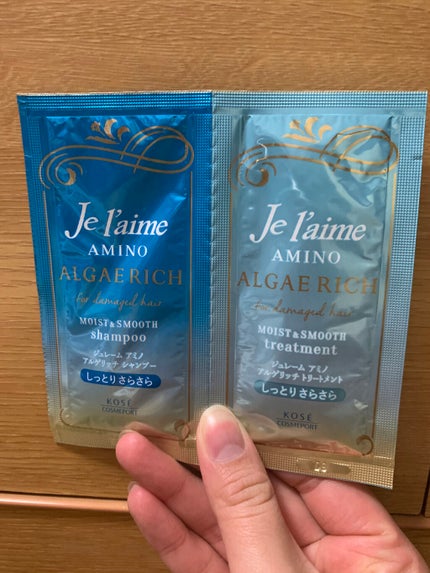 Je l'aime
AMINO
ALGAE RICH
for damaged hair
MOIST & SMOOTH
shampoo
ジュレーム アミノ
アルゲリッチ シャンプー
しっとりさらさら
KOSÉ
COSMEPORT
Je l'aime
AMINO
ALGAE RICH
for damaged hair
MOIST & SMOOTH
treatment
ジュレーム アミノ
アルゲリッチ トリートメント
しっとりさらさら
KOSÉ
COSMEPORT